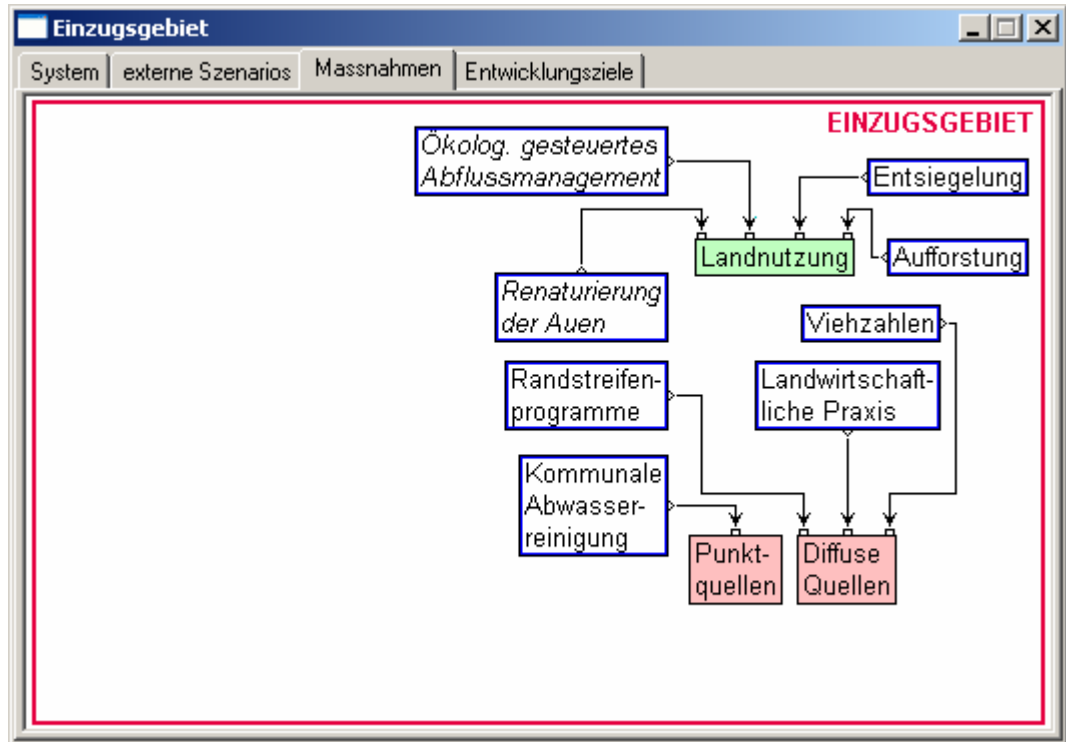 Einzugsgebiet
System externe Szenarios Massnahmen Entwicklungsziele
EINZUGSGEBIET
Ökolog. gesteuertes
Abflussmanagement
Entsiegelung
Landnutzung
Aufforstung
Renaturierung
der Auen
Viehzahlen
Randstreifen-
programme
Landwirtschaft-
liche Praxis
Kommunale
Abwasser-
reinigung
Punkt-
quellen
Diffuse
Quellen